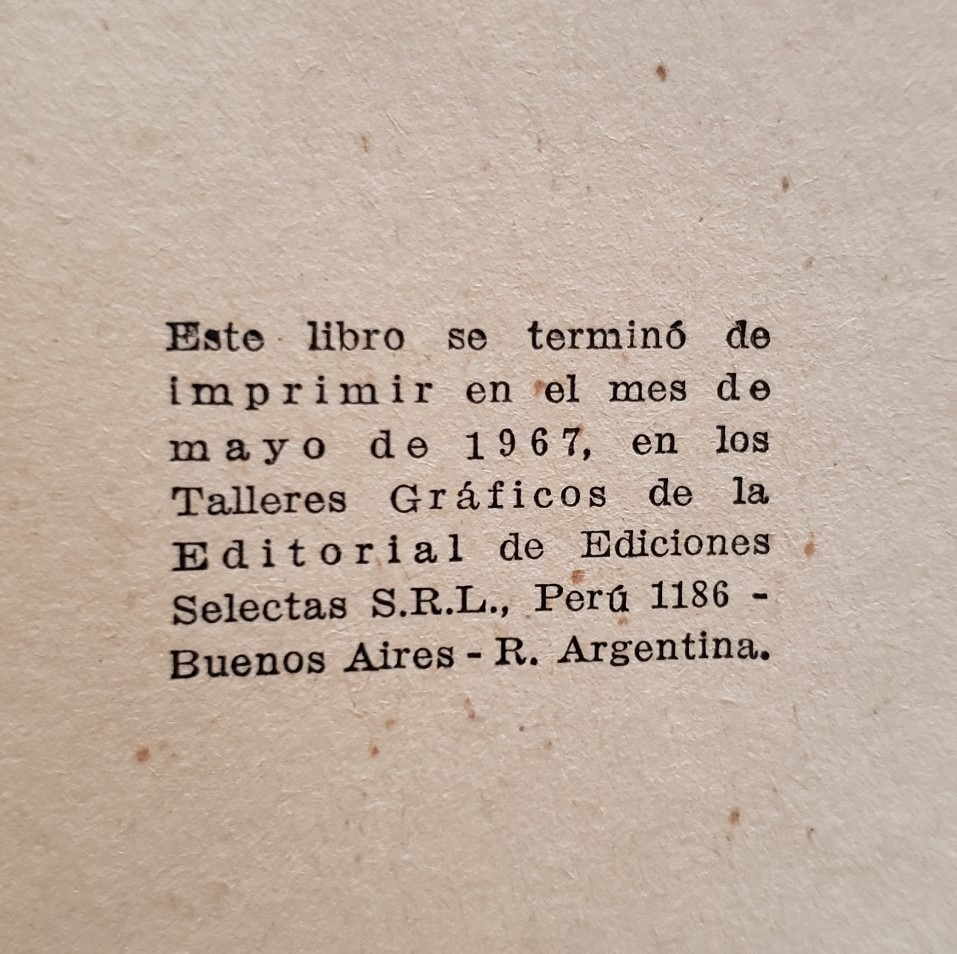 Este libro se terminó de
imprimir en el mes de
mayo de 1967, en los
Talleres Gráficos de la
Editorial de Ediciones
Selectas S.R.L., Perú 1186 -
Buenos Aires - R. Argentina.